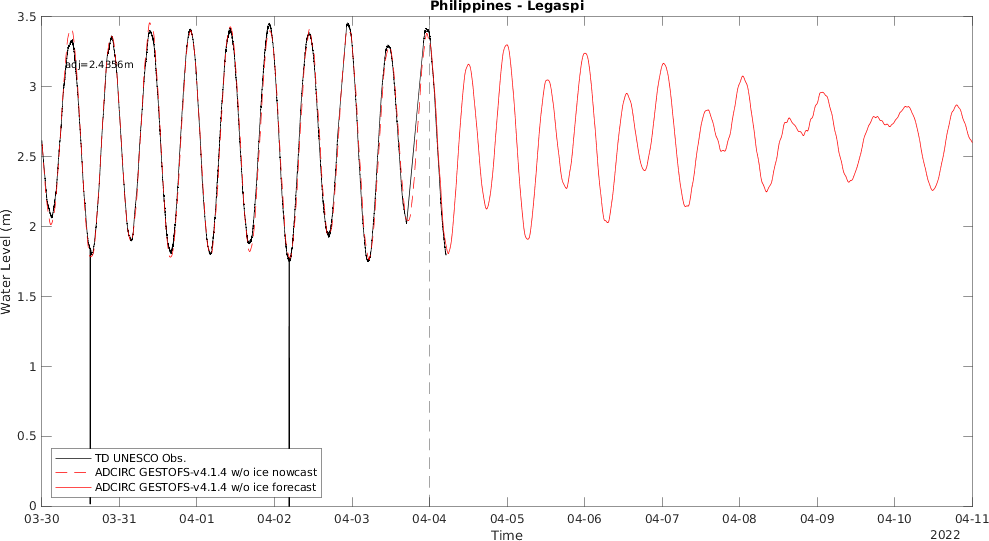 Philippines - Legaspi
3.5
3
2.5
2
1.5
1
0.5
0
Water Level (m)
adj=2.4356m
TD UNESCO Obs.
ADCIRC GESTOFS-v4.1.4 w/o ice nowcast
ADCIRC GESTOFS-v4.1.4 w/o ice forecast
03-30 03-31 04-01 04-02 04-03 04-04 04-05 04-06 04-07 04-08 04-09 04-10 04-11
Time
2022